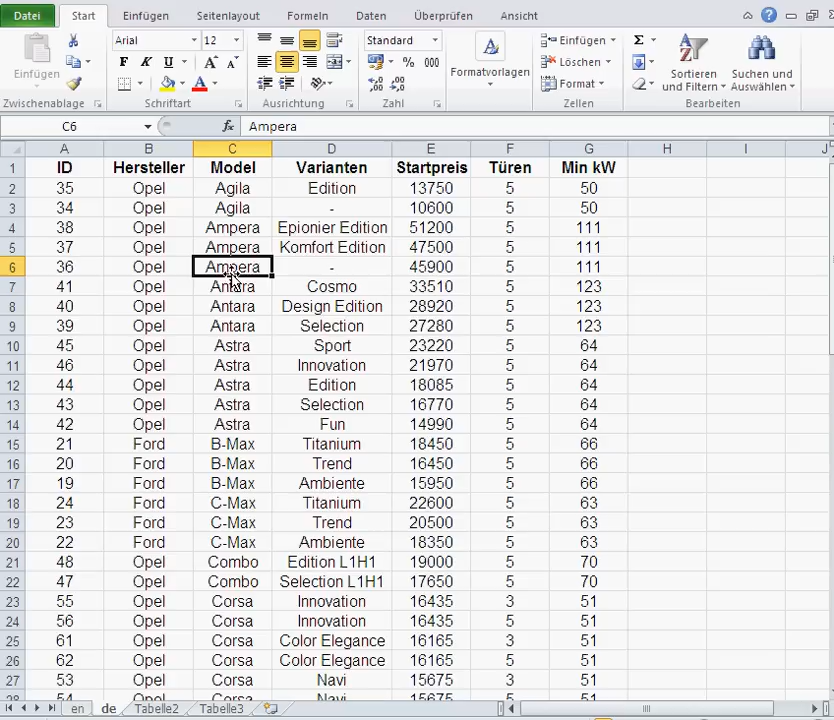 Datei Start Einfügen Seitenlayout Formeln Daten Überprüfen Ansicht
Einfügen Arial 12 Standard Formatvorlagen Einfügen Löschen Format Sortieren und Filtern Suchen und Auswählen
F K U A A A % 000 Σ
Zwischenablage Schriftart Ausrichtung Zahl Zellen Bearbeiten
C6 fx Ampera
A B C D E F G H I J
1 ID Hersteller Model Varianten Startpreis Türen Min kW
2 35 Opel Agila Edition 13750 5 50
3 34 Opel Agila - 10600 5 50
4 38 Opel Ampera Epionier Edition 51200 5 111
5 37 Opel Ampera Komfort Edition 47500 5 111
6 36 Opel Ampera - 45900 5 111
7 41 Opel Antara Cosmo 33510 5 123
8 40 Opel Antara Design Edition 28920 5 123
9 39 Opel Antara Selection 27280 5 123
10 45 Opel Astra Sport 23220 5 64
11 46 Opel Astra Innovation 21970 5 64
12 44 Opel Astra Edition 18085 5 64
13 43 Opel Astra Selection 16770 5 64
14 42 Opel Astra Fun 14990 5 64
15 21 Ford B-Max Titanium 18450 5 66
16 20 Ford B-Max Trend 16450 5 66
17 19 Ford B-Max Ambiente 15950 5 66
18 24 Ford C-Max Titanium 22600 5 63
19 23 Ford C-Max Trend 20500 5 63
20 22 Ford C-Max Ambiente 18350 5 63
21 48 Opel Combo Edition L1H1 19000 5 70
22 47 Opel Combo Selection L1H1 17650 5 70
23 55 Opel Corsa Innovation 16435 3 51
24 56 Opel Corsa Innovation 16435 5 51
25 61 Opel Corsa Color Elegance 16165 3 51
26 62 Opel Corsa Color Elegance 16165 5 51
27 53 Opel Corsa Navi 15675 3 51
28 54 Opel Corsa Navi 15675 5 51
en de Tabelle2 Tabelle3